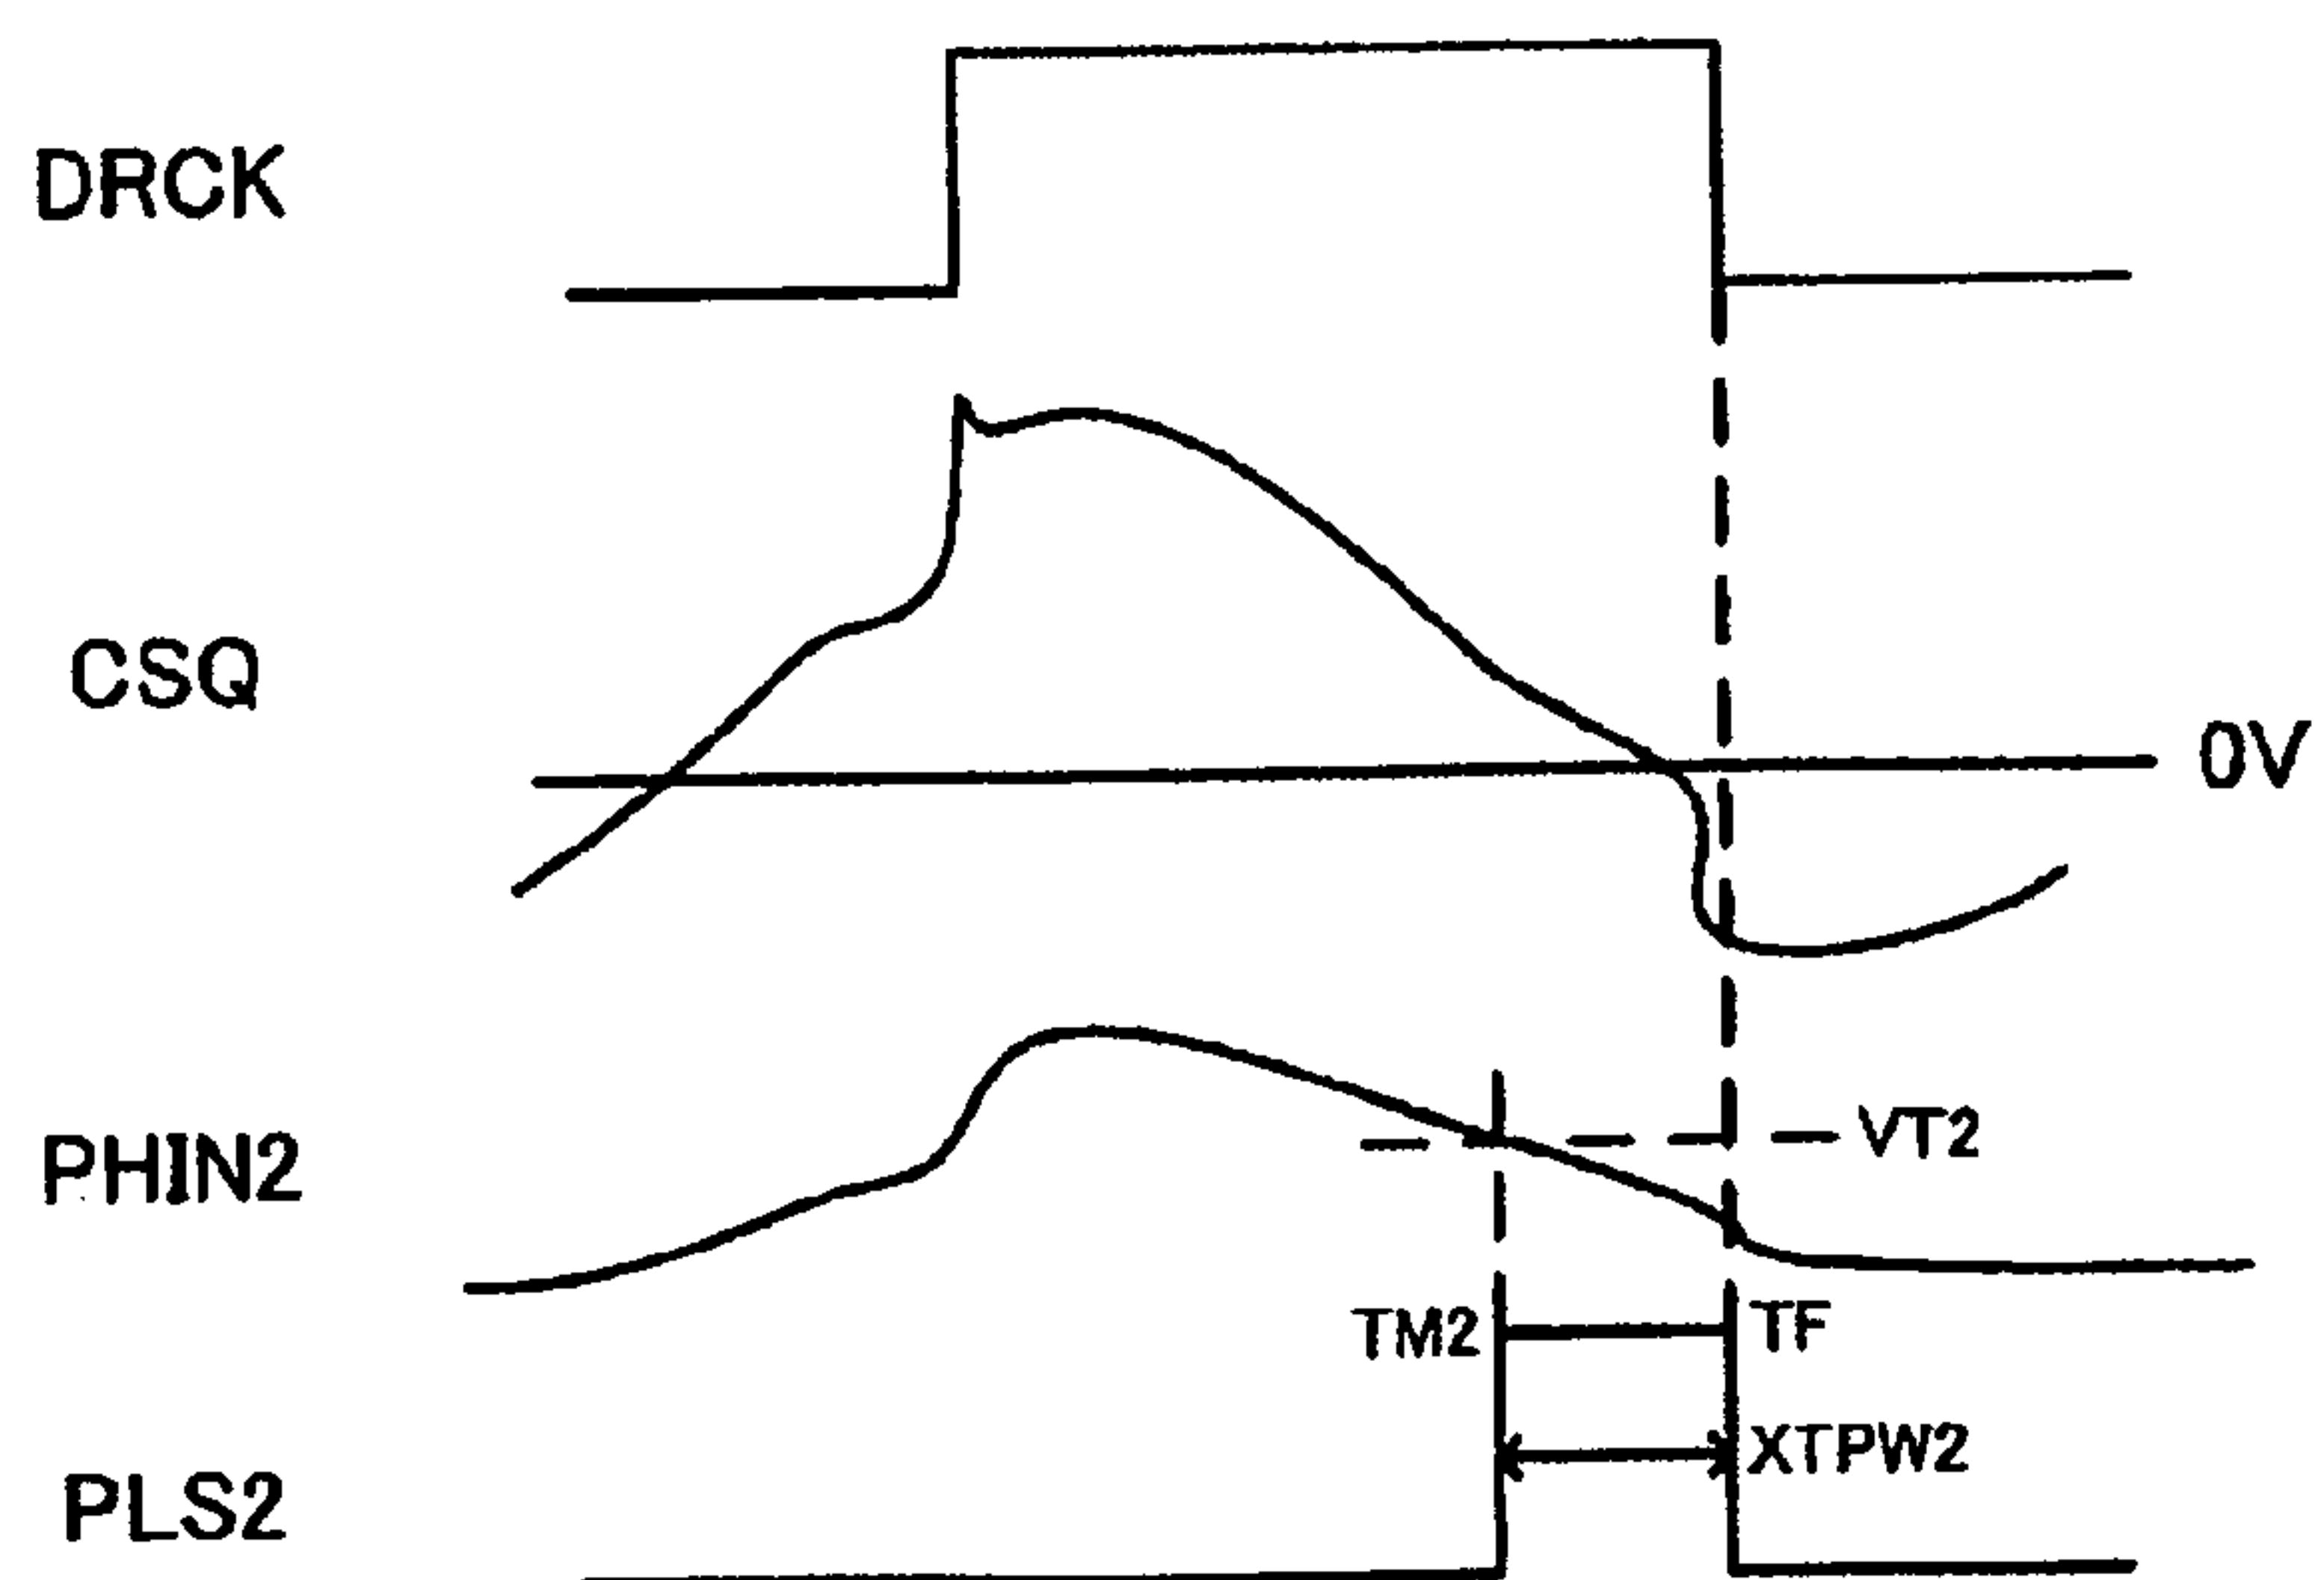 DRCK
CSQ
0V
PHIN2
VT2
TM2
TF
XTPW2
PLS2